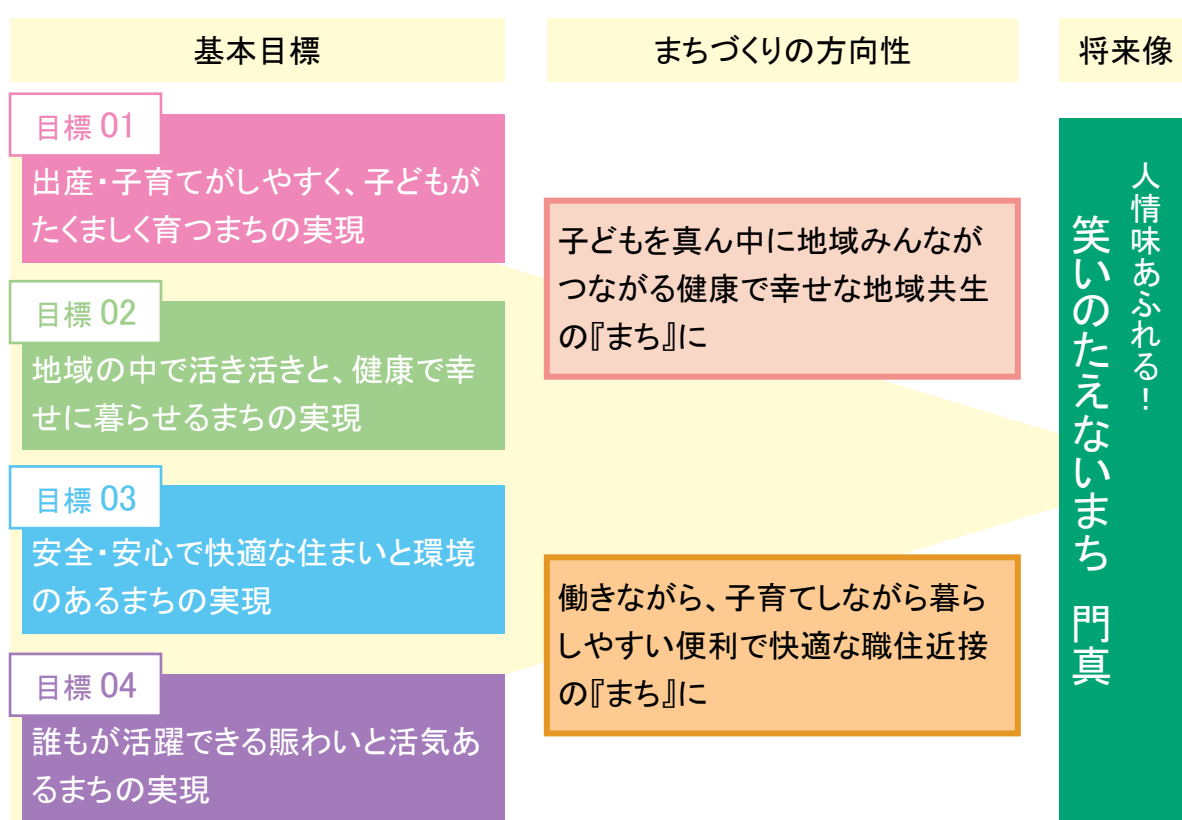 基本目標
まちづくりの方向性
将来像
目標 01
出産・子育てがしやすく、子どもが
たくましく育つまちの実現
目標 02
地域の中で活き活きと、健康で幸
せに暮らせるまちの実現
目標 03
安全・安心で快適な住まいと環境
のあるまちの実現
目標 04
誰もが活躍できる賑わいと活気あ
るまちの実現
子どもを真ん中に地域みんなが
つながる健康で幸せな地域共生
の『まち』に
働きながら、子育てしながら暮ら
しやすい便利で快適な職住近接
の『まち』に
人情味あふれる！
笑いのたえないまち 門真